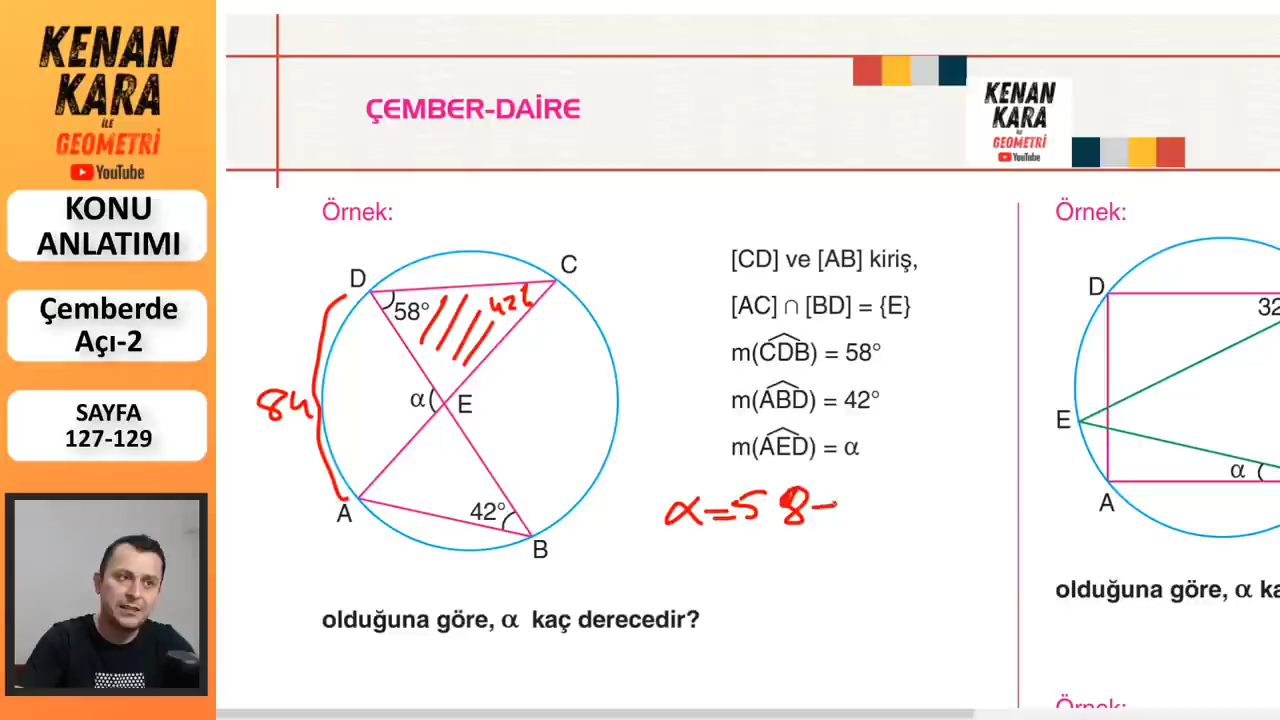 KENAN
KARA
İLE
GEOMETRİ
YouTube
KONU
ANLATIMI
Çemberde
Açı-2
SAYFA
127-129
ÇEMBER-DAİRE
KENAN
KARA
İLE
GEOMETRİ
YouTube
Örnek:
D
C
58°
42
84
α
E
A
42°
B
[CD] ve [AB] kiriş,
[AC] ∩ [BD] = {E}
m(CDB) = 58°
m(ABD) = 42°
m(AED) = α
α=58
olduğuna göre, α kaç derecedir?
Örnek:
D
32
E
α
A
olduğuna göre, α ka
Örnek: